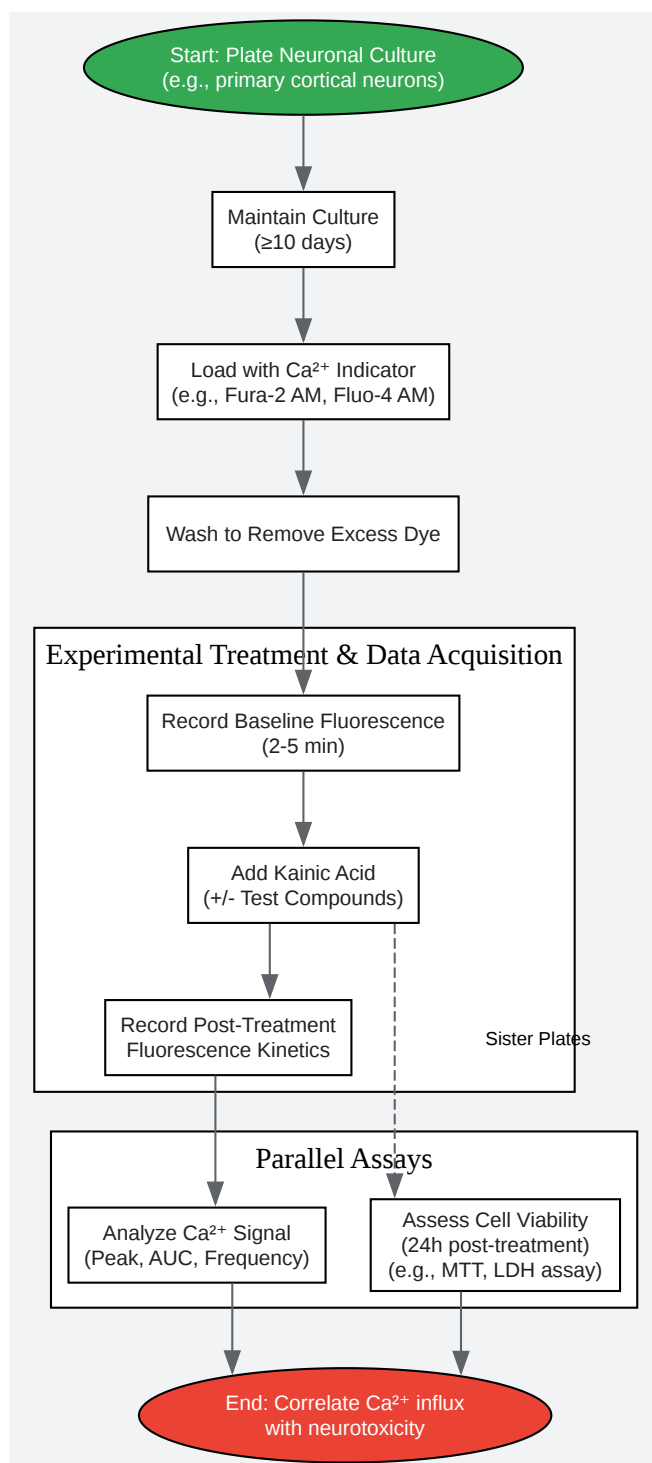 Start: Plate Neuronal Culture
(e.g., primary cortical neurons)
Maintain Culture
(≥10 days)
Load with Ca²⁺ Indicator
(e.g., Fura-2 AM, Fluo-4 AM)
Wash to Remove Excess Dye
Experimental Treatment & Data Acquisition
Record Baseline Fluorescence
(2-5 min)
Add Kainic Acid
(+/- Test Compounds)
Record Post-Treatment
Fluorescence Kinetics
Sister Plates
Parallel Assays
Analyze Ca²⁺ Signal
(Peak, AUC, Frequency)
Assess Cell Viability
(24h post-treatment)
(e.g., MTT, LDH assay)
End: Correlate Ca²⁺ influx
with neurotoxicity